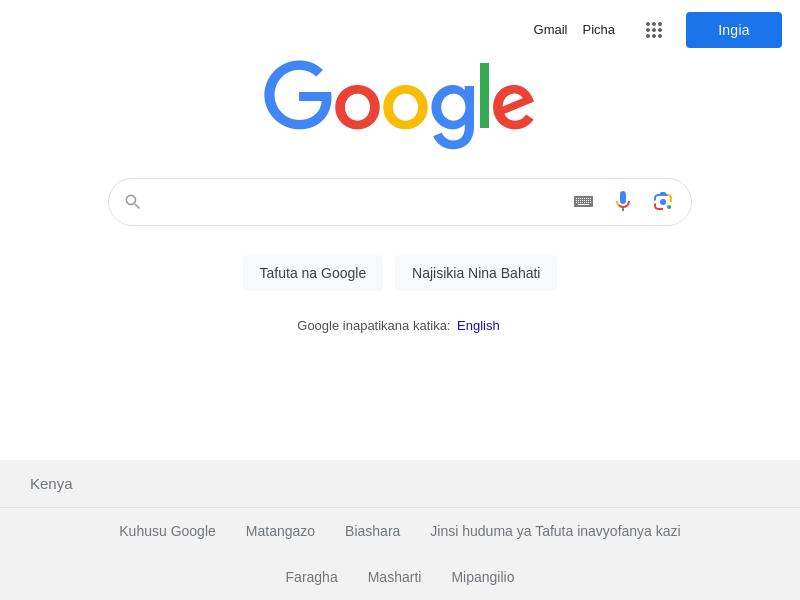 Gmail Picha Ingia
Google
Tafuta na Google Najisikia Nina Bahati
Google inapatikana katika: English
Kenya
Kuhusu Google Matangazo Biashara Jinsi huduma ya Tafuta inavyofanya kazi
Faragha Masharti Mipangilio